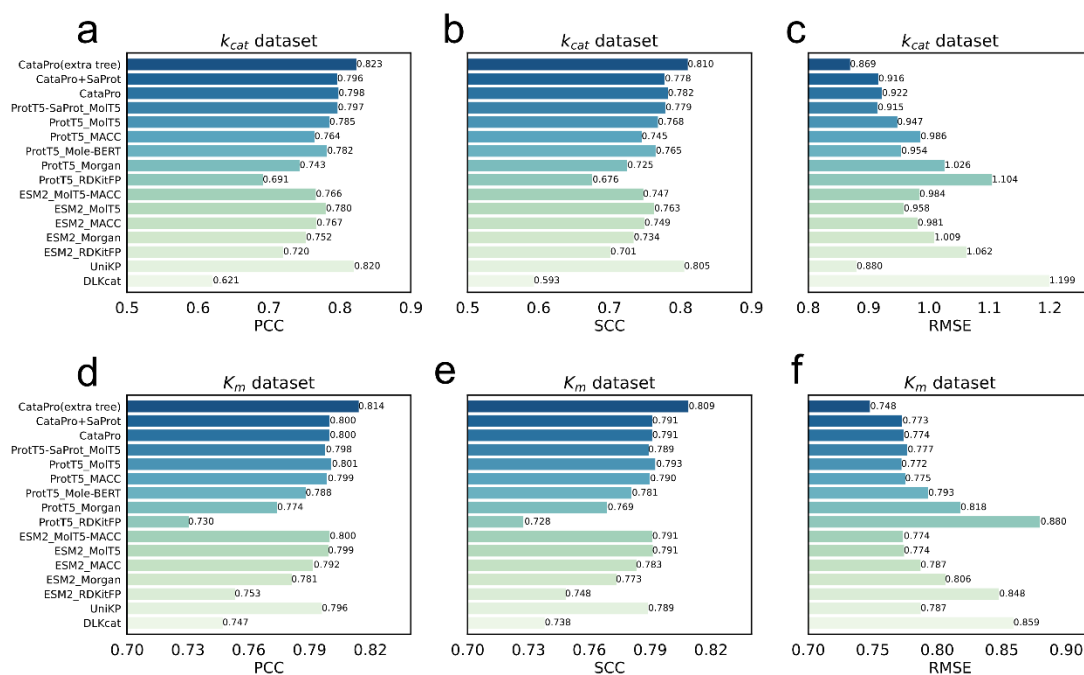 a b c
k_cat dataset k_cat dataset k_cat dataset
CataPro(extra tree) 0.823 0.810 0.869
CataPro+SaProt 0.796 0.778 0.916
CataPro 0.798 0.782 0.922
ProtT5-SaProt_MolT5 0.797 0.779 0.915
ProtT5_MolT5 0.785 0.768 0.947
ProtT5_MACC 0.764 0.745 0.986
ProtT5_Mole-BERT 0.782 0.765 0.954
ProtT5_Morgan 0.743 0.725 1.026
ProtT5_RDKitFP 0.691 0.676 1.104
ESM2_MolT5-MACC 0.766 0.747 0.984
ESM2_MolT5 0.780 0.763 0.958
ESM2_MACC 0.767 0.749 0.981
ESM2_Morgan 0.752 0.734 1.009
ESM2_RDKitFP 0.720 0.701 1.062
UniKP 0.820 0.805 0.880
DLKcat 0.621 0.593 1.199
0.5 0.6 0.7 0.8 0.9 0.5 0.6 0.7 0.8 0.9 0.8 0.9 1.0 1.1 1.2
PCC SCC RMSE
d e f
K_m dataset K_m dataset K_m dataset
CataPro(extra tree) 0.814 0.809 0.748
CataPro+SaProt 0.800 0.791 0.773
CataPro 0.800 0.791 0.774
ProtT5-SaProt_MolT5 0.798 0.789 0.777
ProtT5_MolT5 0.801 0.793 0.772
ProtT5_MACC 0.799 0.790 0.775
ProtT5_Mole-BERT 0.788 0.781 0.793
ProtT5_Morgan 0.774 0.769 0.818
ProtT5_RDKitFP 0.730 0.728 0.880
ESM2_MolT5-MACC 0.800 0.791 0.774
ESM2_MolT5 0.799 0.791 0.774
ESM2_MACC 0.792 0.783 0.787
ESM2_Morgan 0.781 0.773 0.806
ESM2_RDKitFP 0.753 0.748 0.848
UniKP 0.796 0.789 0.787
DLKcat 0.747 0.738 0.859
0.70 0.73 0.76 0.79 0.82 0.70 0.73 0.76 0.79 0.82 0.70 0.75 0.80 0.85 0.90
PCC SCC RMSE